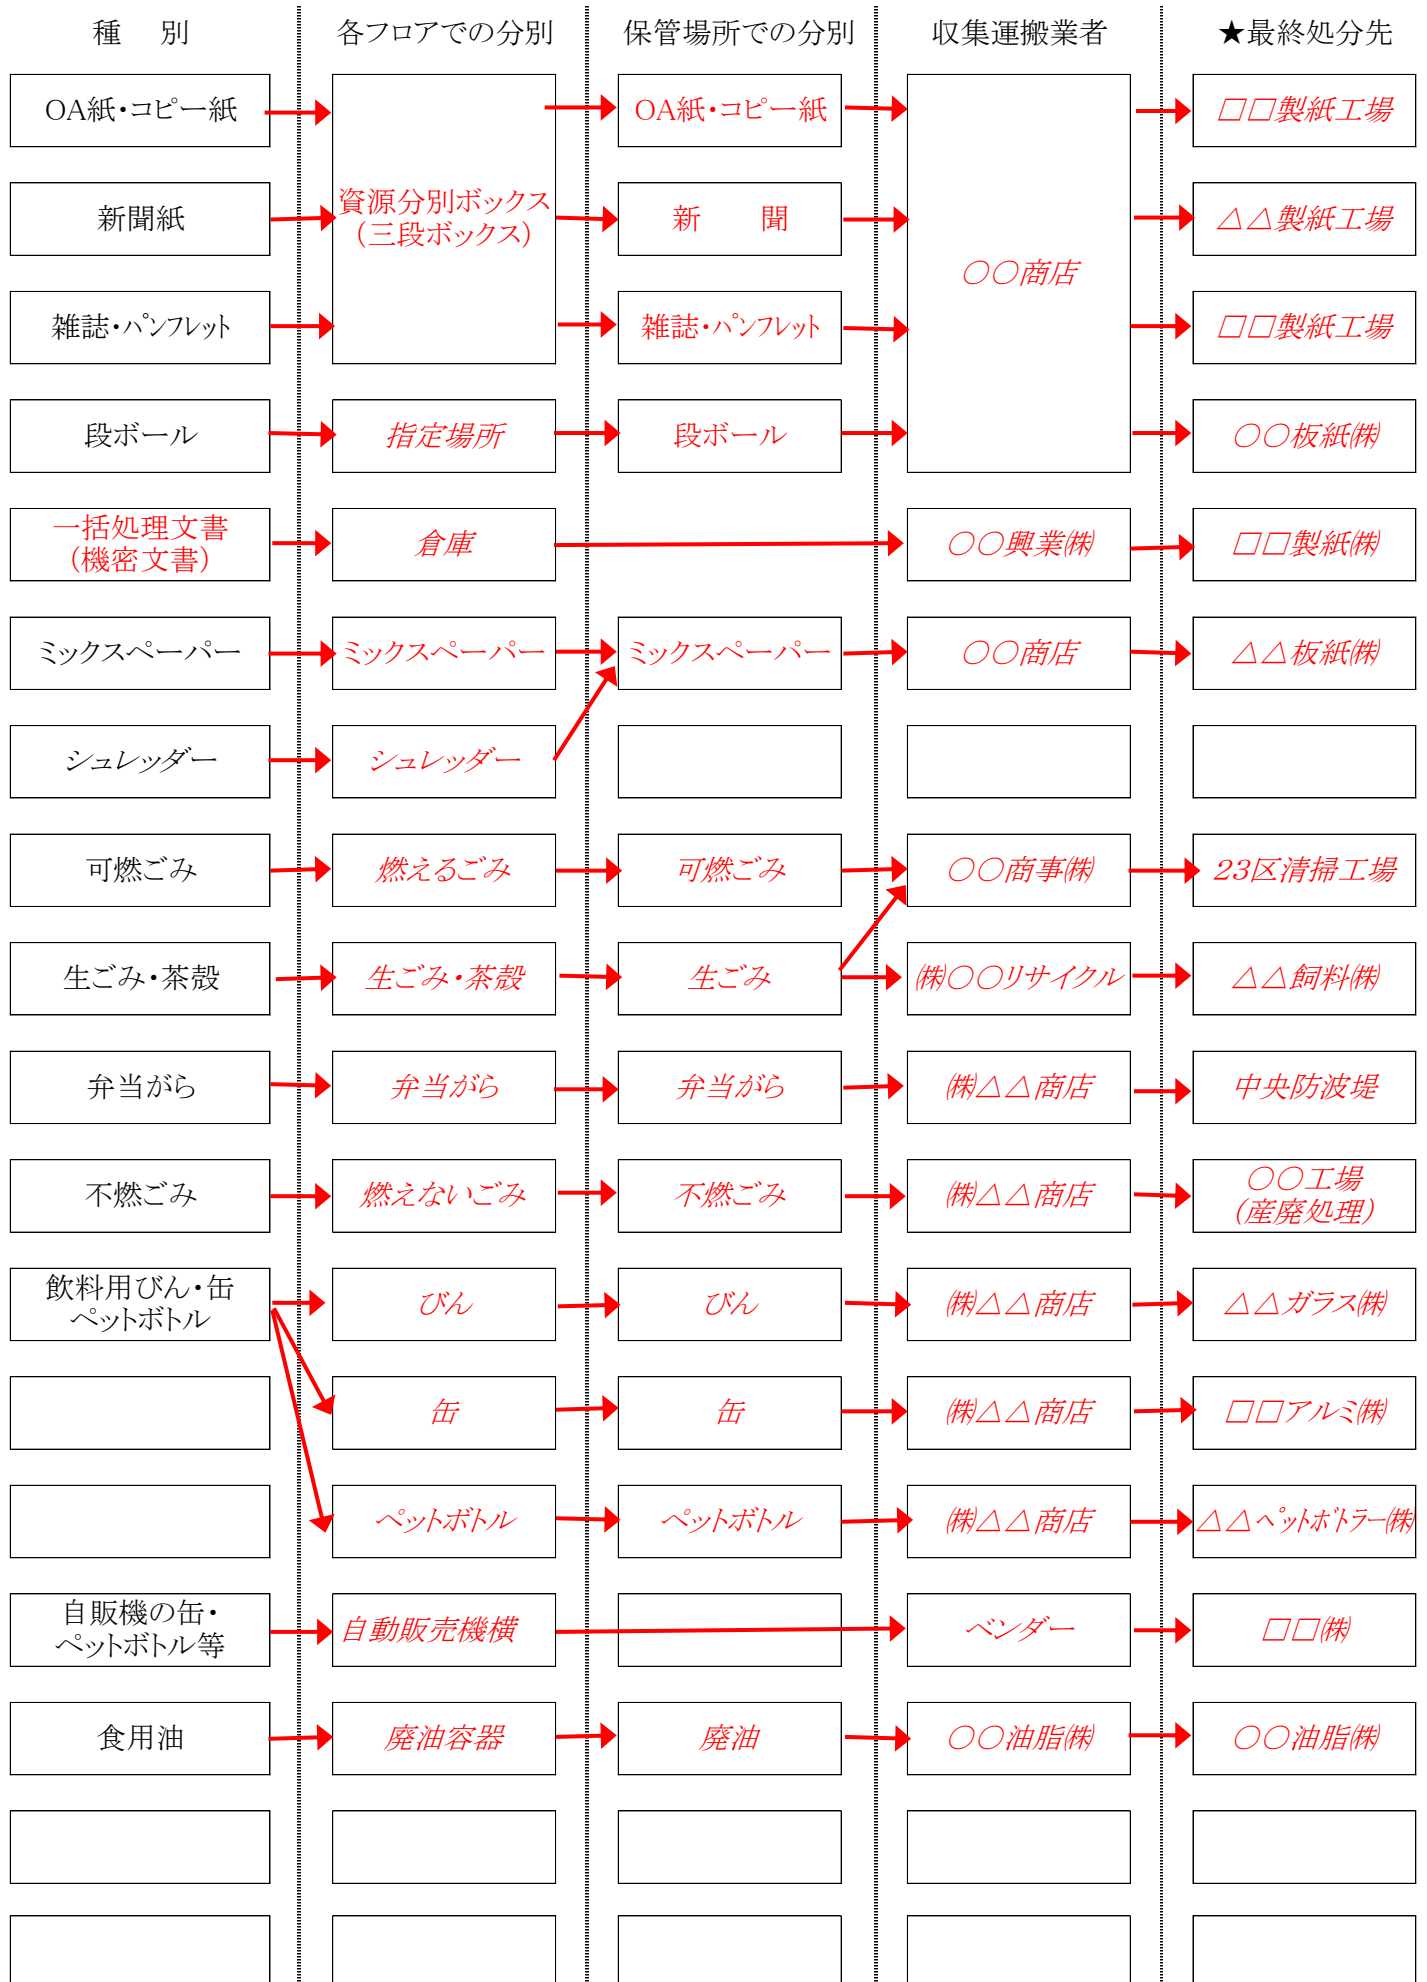 種　別
各フロアでの分別
保管場所での分別
収集運搬業者
★最終処分先
OA紙・コピー紙
OA紙・コピー紙
□□製紙工場
新聞紙
資源分別ボックス
（三段ボックス）
新　聞
△△製紙工場
○○商店
雑誌・パンフレット
雑誌・パンフレット
□□製紙工場
段ボール
指定場所
段ボール
○○板紙㈱
一括処理文書
（機密文書）
倉庫
○○興業㈱
□□製紙㈱
ミックスペーパー
ミックスペーパー
ミックスペーパー
○○商店
△△板紙㈱
シュレッダー
シュレッダー
可燃ごみ
燃えるごみ
可燃ごみ
○○商事㈱
23区清掃工場
生ごみ・茶殻
生ごみ・茶殻
生ごみ
㈱○○リサイクル
△△飼料㈱
弁当がら
弁当がら
弁当がら
㈱△△商店
中央防波堤
不燃ごみ
燃えないごみ
不燃ごみ
㈱△△商店
○○工場
（産廃処理）
飲料用びん・缶
ペットボトル
びん
びん
㈱△△商店
△△ガラス㈱
缶
缶
㈱△△商店
□□アルミ㈱
ペットボトル
ペットボトル
㈱△△商店
△△ペットボトラー㈱
自販機の缶・
ペットボトル等
自動販売機横
ベンダー
□□㈱
食用油
廃油容器
廃油
○○油脂㈱
○○油脂㈱